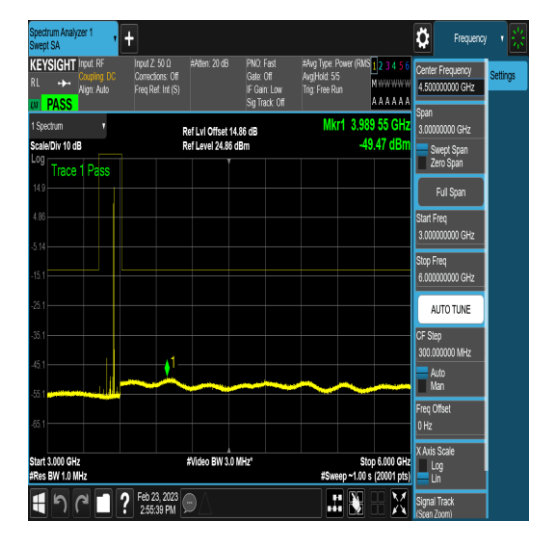 Spectrum Analyzer 1
Swept SA
+
Frequency
KEYSIGHT
RL
PASS
Input: RF
Coupling: DC
Align: Auto
Input Z: 50 Ω
Corrections: Off
Freq Ref: Int (S)
#Atten: 20 dB
PNO: Fast
Gate: Off
IF Gain: Low
Sig Track: Off
#Avg Type: Power (RMS
Avg|Hold: 5/5
Trig: Free Run
1 2 3 4 5 6
M W W W W W
A A A A A A
1 Spectrum
Scale/Div 10 dB
Ref Lvl Offset 14.86 dB
Ref Level 24.86 dBm
Mkr1 3.989 55 GHz
-49.47 dBm
Log
Trace 1 Pass
14.9
4.86
-5.14
-15.1
-25.1
-35.1
-45.1
-55.1
-65.1
1
Start 3.000 GHz
#Res BW 1.0 MHz
#Video BW 3.0 MHz*
Stop 6.000 GHz
#Sweep ~1.00 s (20001 pts)
Feb 23, 2023
2:55:39 PM
?
Center Frequency
4.500000000 GHz
Settings
Span
3.00000000 GHz
Swept Span
Zero Span
Full Span
Start Freq
3.000000000 GHz
Stop Freq
6.000000000 GHz
AUTO TUNE
CF Step
300.000000 MHz
Auto
Man
Freq Offset
0 Hz
X Axis Scale
Log
Lin
Signal Track
(Span Zoom)